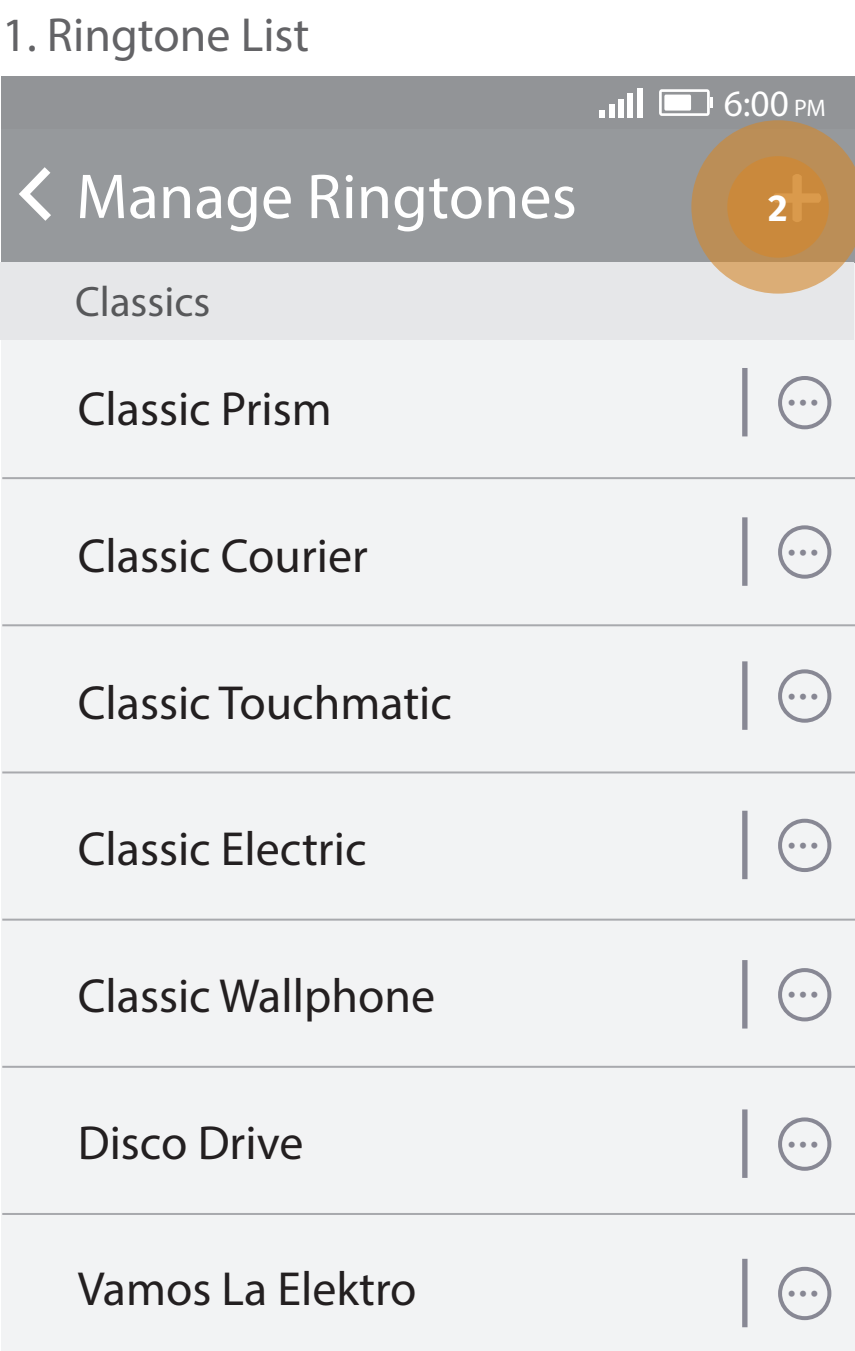 1. Ringtone List
6:00 PM
Manage Ringtones
2
Classics
Classic Prism
Classic Courier
Classic Touchmatic
Classic Electric
Classic Wallphone
Disco Drive
Vamos La Elektro